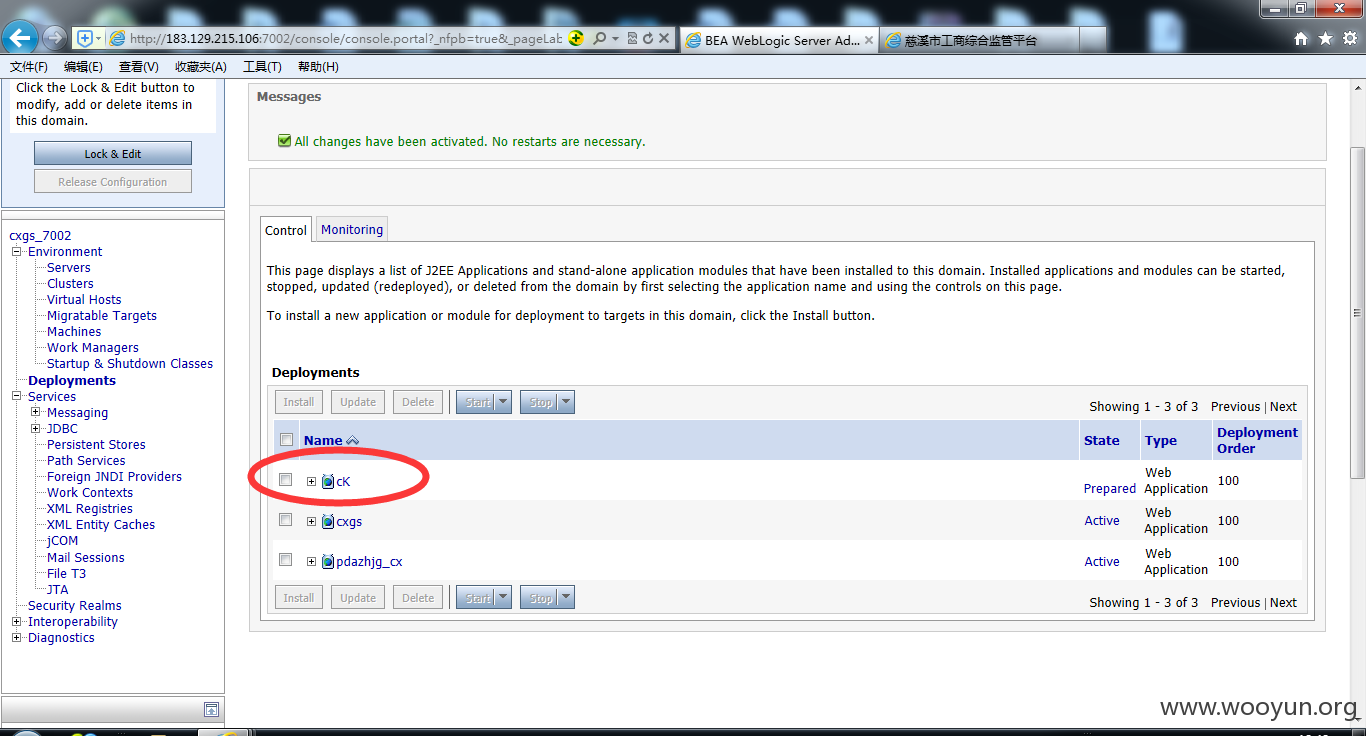 http://183.129.215.106:7002/console/console.portal?_nfpb=true&_pageLab
BEA WebLogic Server Ad...
慈溪市工商综合监管平台
文件(F) 编辑(E) 查看(V) 收藏夹(A) 工具(T) 帮助(H)
Click the Lock & Edit button to
modify, add or delete items in
this domain.
Lock & Edit
Release Configuration
cxgs_7002
Environment
Servers
Clusters
Virtual Hosts
Migratable Targets
Machines
Work Managers
Startup & Shutdown Classes
Deployments
Services
Messaging
JDBC
Persistent Stores
Path Services
Foreign JNDI Providers
Work Contexts
XML Registries
XML Entity Caches
jCOM
Mail Sessions
File T3
JTA
Security Realms
Interoperability
Diagnostics
Messages
All changes have been activated. No restarts are necessary.
Control Monitoring
This page displays a list of J2EE Applications and stand-alone application modules that have been installed to this domain. Installed applications and modules can be started,
stopped, updated (redeployed), or deleted from the domain by first selecting the application name and using the controls on this page.
To install a new application or module for deployment to targets in this domain, click the Install button.
Deployments
Install Update Delete Start Stop
Showing 1 - 3 of 3 Previous | Next
Name State Type Deployment
Order
cK Prepared Web
Application 100
cxgs Active Web
Application 100
pdazhjg_cx Active Web
Application 100
Install Update Delete Start Stop
Showing 1 - 3 of 3 Previous | Next
www.wooyun.org